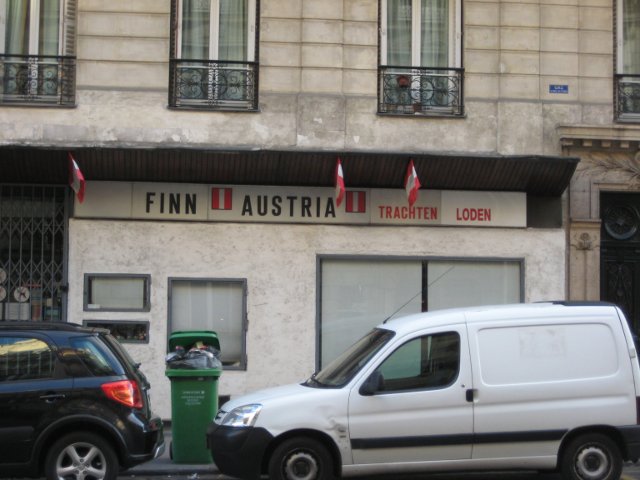 FINN AUSTRIA TRACHTEN LODEN